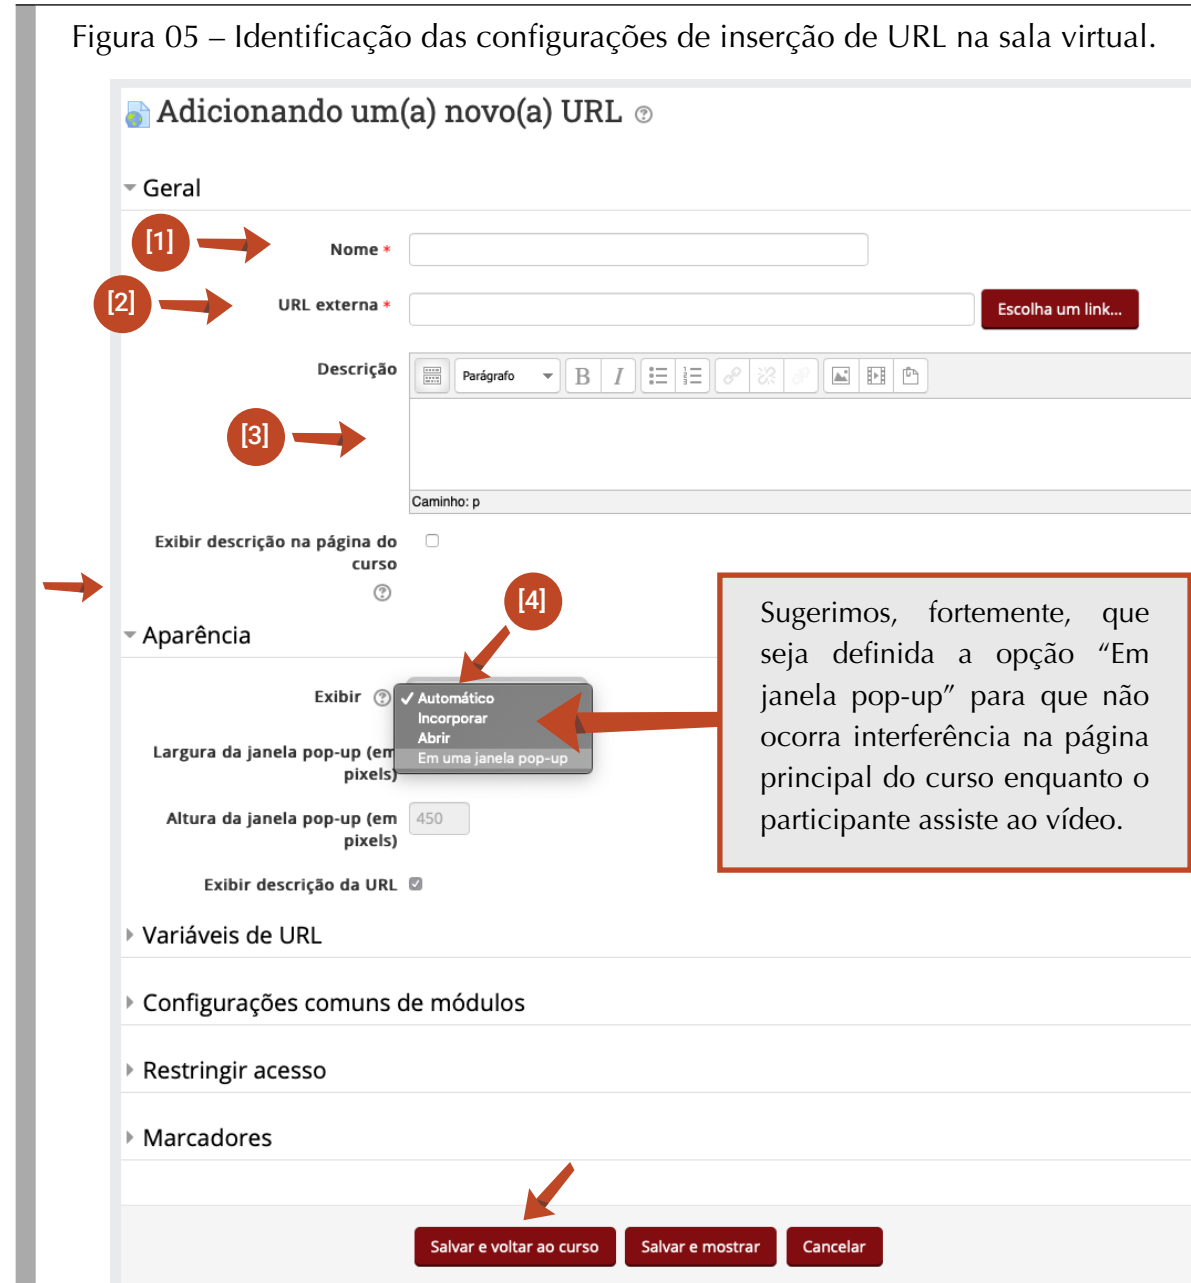 Figura 05 – Identificação das configurações de inserção de URL na sala virtual.
Adicionando um(a) novo(a) URL ?
Geral
[1]
Nome *
[2]
URL externa *
Escolha um link...
Descrição
Parágrafo
B I
[3]
Caminho: p
Exibir descrição na página do
curso
?
[4]
Aparência
Exibir ?
✓ Automático
Incorporar
Abrir
Em uma janela pop-up
Sugerimos, fortemente, que
seja definida a opção “Em
janela pop-up” para que não
ocorra interferência na página
principal do curso enquanto o
participante assiste ao vídeo.
Largura da janela pop-up (em
pixels)
Altura da janela pop-up (em
pixels)
450
Exibir descrição da URL
Variáveis de URL
Configurações comuns de módulos
Restringir acesso
Marcadores
Salvar e voltar ao curso
Salvar e mostrar
Cancelar